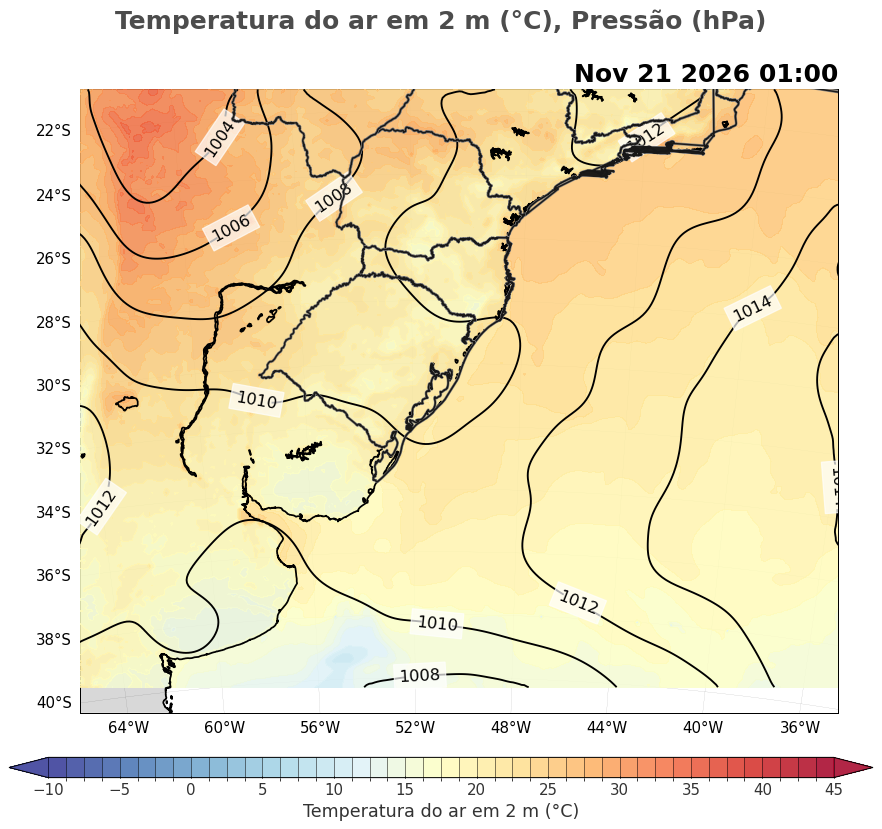 Temperatura do ar em 2 m (°C), Pressão (hPa)
Nov 21 2026 01:00
22°S
24°S
26°S
28°S
30°S
32°S
34°S
36°S
38°S
40°S
1004
1006
1008
1014
1010
1012
1012
1010
1008
64°W 60°W 56°W 52°W 48°W 44°W 40°W 36°W
−10 −5 0 5 10 15 20 25 30 35 40 45
Temperatura do ar em 2 m (°C)